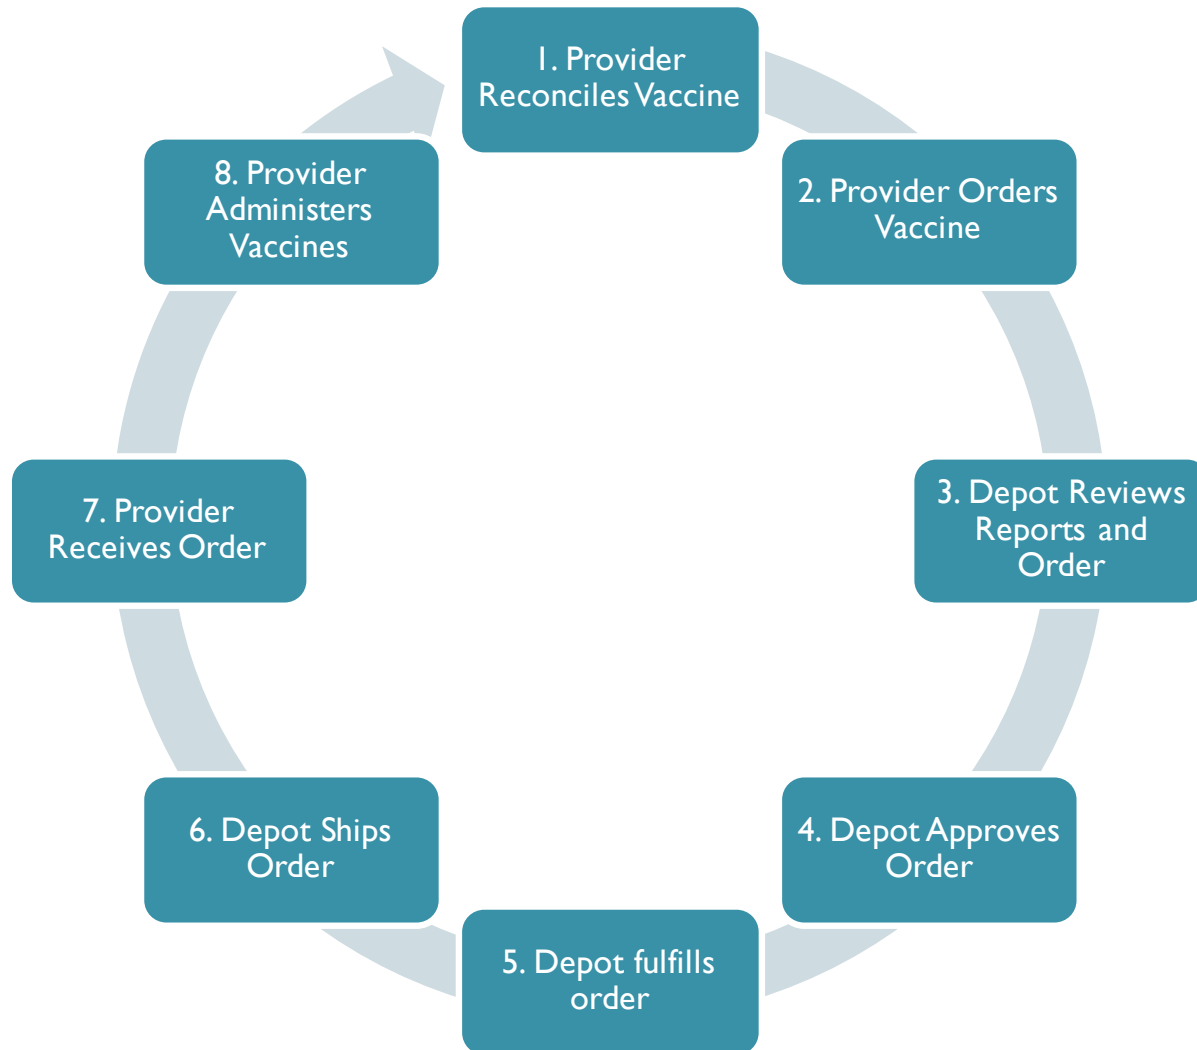 1. Provider
Reconciles Vaccine
2. Provider Orders
Vaccine
3. Depot Reviews
Reports and
Order
4. Depot Approves
Order
5. Depot fulfills
order
6. Depot Ships
Order
7. Provider
Receives Order
8. Provider
Administers
Vaccines